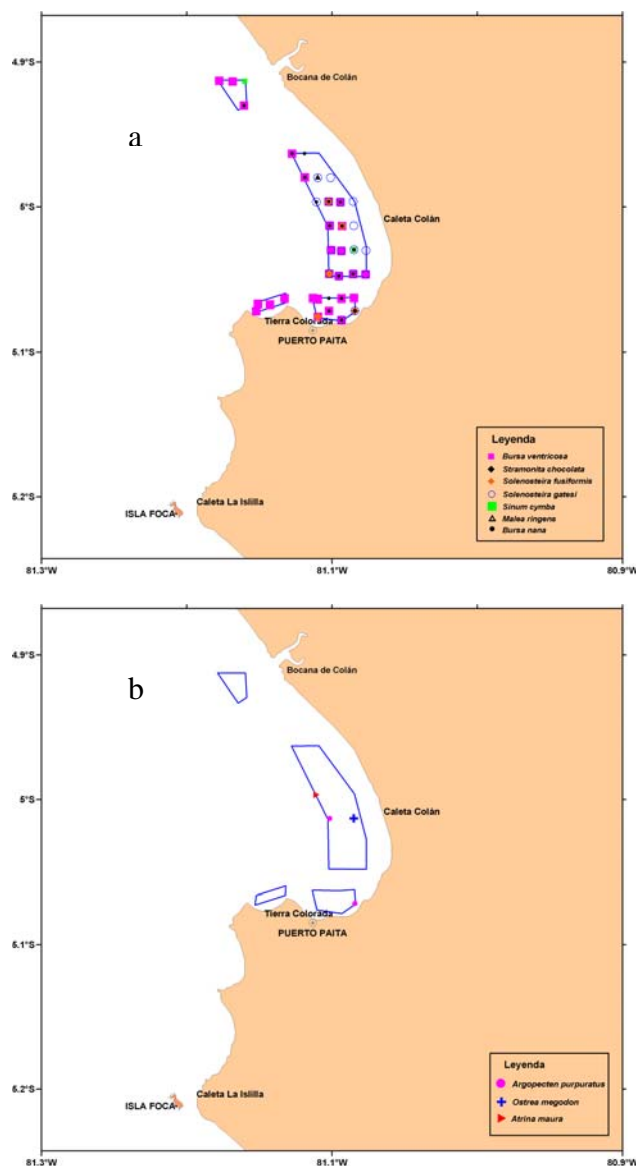 a
4.9°S
Bocana de Colán
5°S
Caleta Colán
5.1°S
Tierra Colorada
PUERTO PAITA
5.2°S
Caleta La Islilla
ISLA FOCA
Leyenda
Bursa ventricosa
Stramonita chocolata
Solenosteira fusiformis
Solenosteira gatesi
Sinum cymba
Malea ringens
Bursa nana
81.3°W
81.1°W
80.9°W
b
4.9°S
Bocana de Colán
5°S
Caleta Colán
5.1°S
Tierra Colorada
PUERTO PAITA
5.2°S
Caleta La Islilla
ISLA FOCA
Leyenda
Argopecten purpuratus
Ostrea megodon
Atrina maura
81.3°W
81.1°W
80.9°W